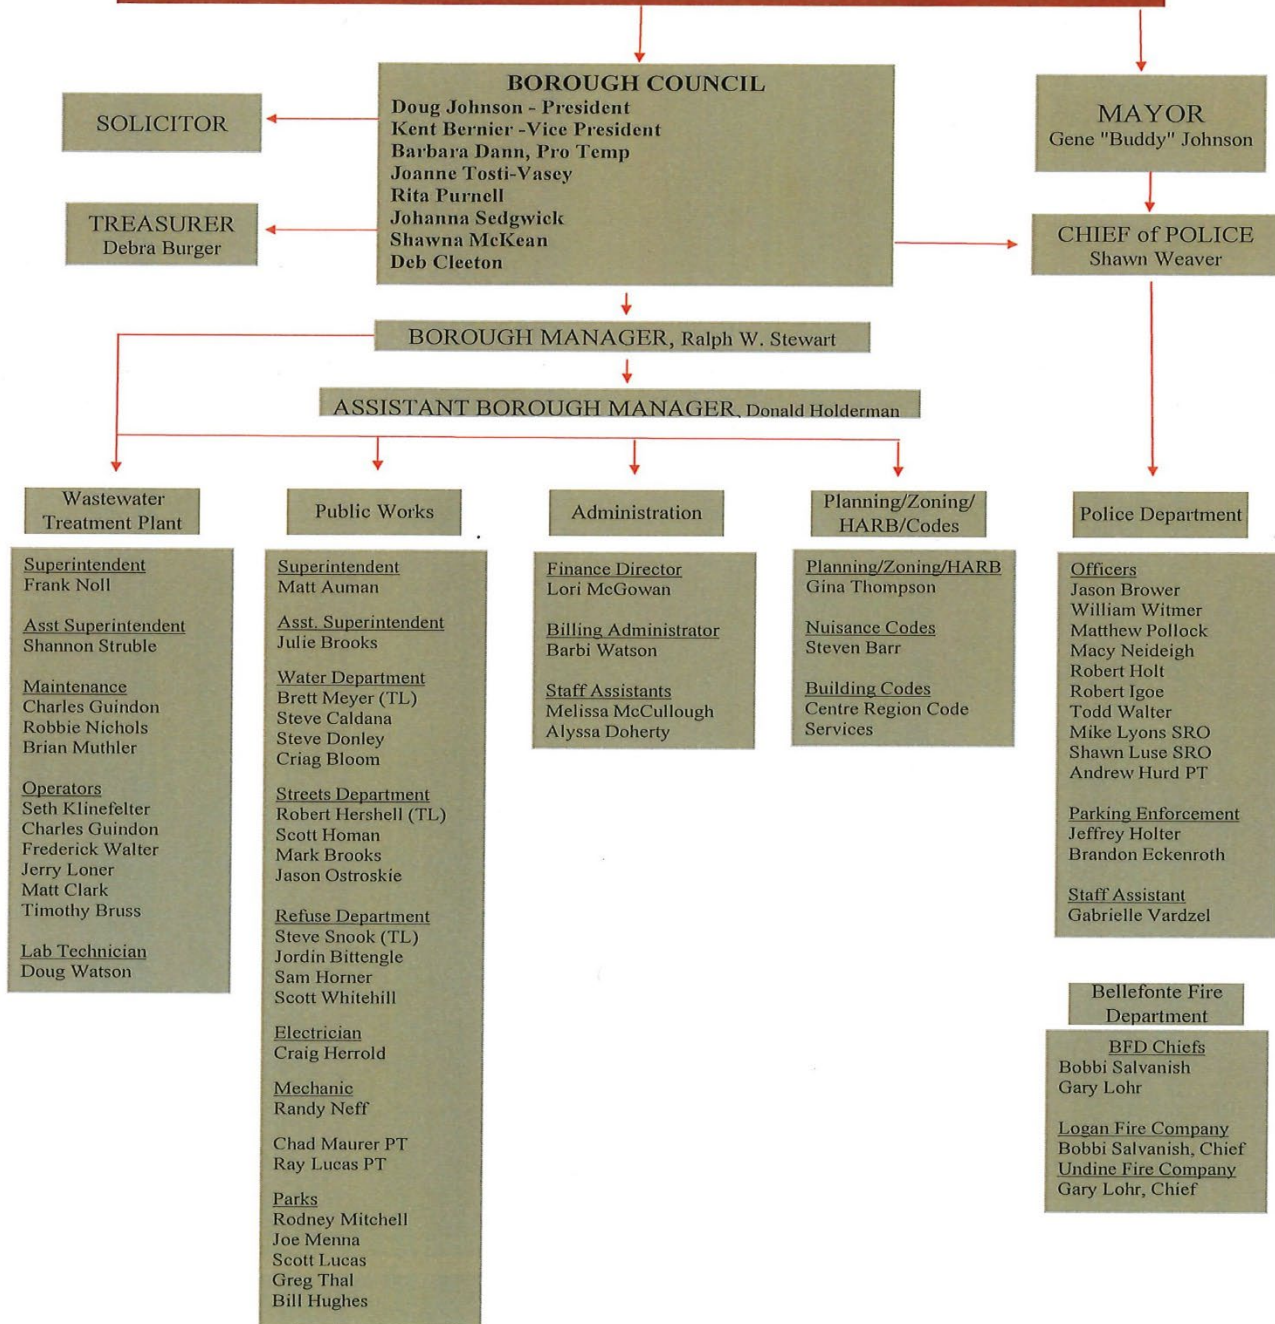 BOROUGH COUNCIL
Doug Johnson - President
Kent Bernier -Vice President
Barbara Dann, Pro Temp
Joanne Tosti-Vasey
Rita Purnell
Johanna Sedgwick
Shawna McKean
Deb Cleeton
SOLICITOR
TREASURER
Debra Burger
MAYOR
Gene "Buddy" Johnson
CHIEF of POLICE
Shawn Weaver
BOROUGH MANAGER, Ralph W. Stewart
ASSISTANT BOROUGH MANAGER, Donald Holderman
Wastewater
Treatment Plant
Superintendent
Frank Noll
Asst Superintendent
Shannon Struble
Maintenance
Charles Guindon
Robbie Nichols
Brian Muthler
Operators
Seth Klinefelter
Charles Guindon
Frederick Walter
Jerry Loner
Matt Clark
Timothy Bruss
Lab Technician
Doug Watson
Public Works
Superintendent
Matt Auman
Asst. Superintendent
Julie Brooks
Water Department
Brett Meyer (TL)
Steve Caldana
Steve Donley
Criag Bloom
Streets Department
Robert Hershell (TL)
Scott Homan
Mark Brooks
Jason Ostroskie
Refuse Department
Steve Snook (TL)
Jordin Bittengle
Sam Horner
Scott Whitehill
Electrician
Craig Herrold
Mechanic
Randy Neff
Chad Maurer PT
Ray Lucas PT
Parks
Rodney Mitchell
Joe Menna
Scott Lucas
Greg Thal
Bill Hughes
Administration
Finance Director
Lori McGowan
Billing Administrator
Barbi Watson
Staff Assistants
Melissa McCullough
Alyssa Doherty
Planning/Zoning/
HARB/Codes
Planning/Zoning/HARB
Gina Thompson
Nuisance Codes
Steven Barr
Building Codes
Centre Region Code
Services
Police Department
Officers
Jason Brower
William Witmer
Matthew Pollock
Macy Neideigh
Robert Holt
Robert Igoe
Todd Walter
Mike Lyons SRO
Shawn Luse SRO
Andrew Hurd PT
Parking Enforcement
Jeffrey Holter
Brandon Eckenroth
Staff Assistant
Gabrielle Vardzel
Bellefonte Fire
Department
BFD Chiefs
Bobbi Salvanish
Gary Lohr
Logan Fire Company
Bobbi Salvanish, Chief
Undine Fire Company
Gary Lohr, Chief